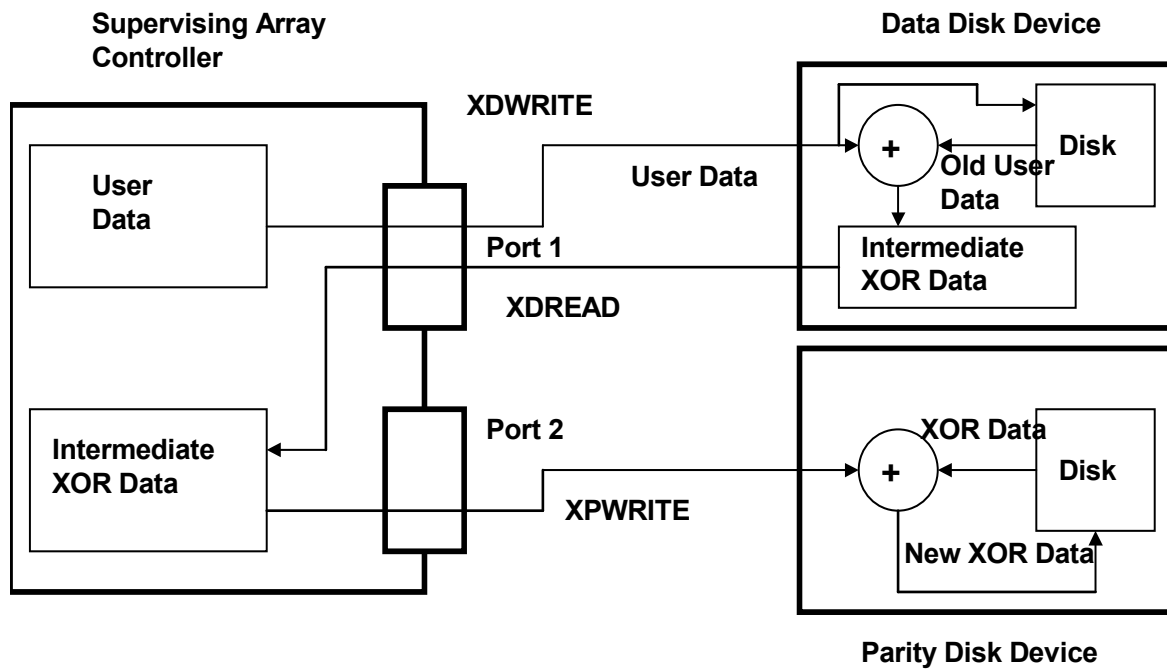 Supervising Array
Controller
Data Disk Device
XDWRITE
User
Data
User Data
+
Disk
Old User
Data
Port 1
Intermediate
XOR Data
XDREAD
Intermediate
XOR Data
Port 2
XPWRITE
XOR Data
+
Disk
New XOR Data
Parity Disk Device